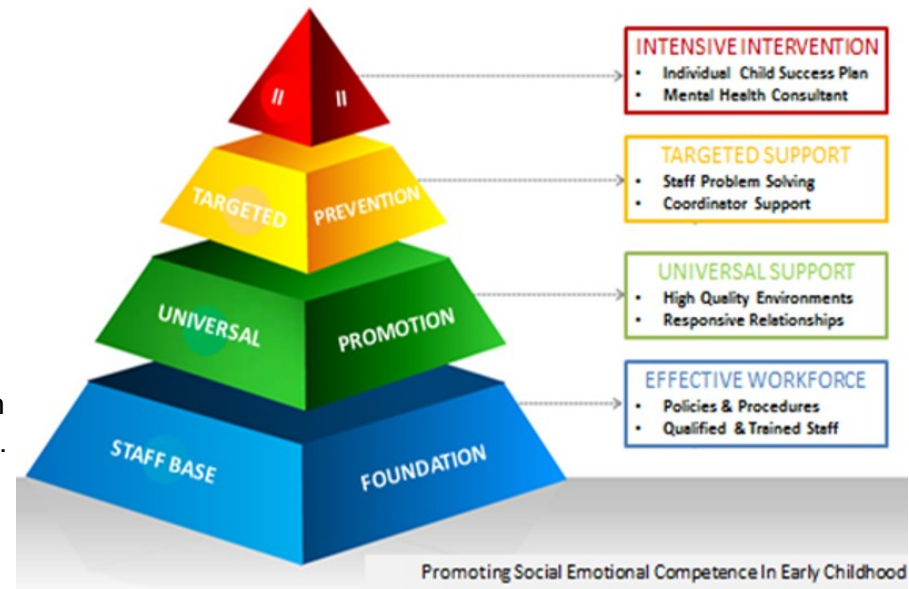 II
II
INTENSIVE INTERVENTION
• Individual Child Success Plan
• Mental Health Consultant
TARGETED
PREVENTION
TARGETED SUPPORT
• Staff Problem Solving
• Coordinator Support
UNIVERSAL
PROMOTION
UNIVERSAL SUPPORT
• High Quality Environments
• Responsive Relationships
STAFF BASE
FOUNDATION
EFFECTIVE WORKFORCE
• Policies & Procedures
• Qualified & Trained Staff
Promoting Social Emotional Competence In Early Childhood